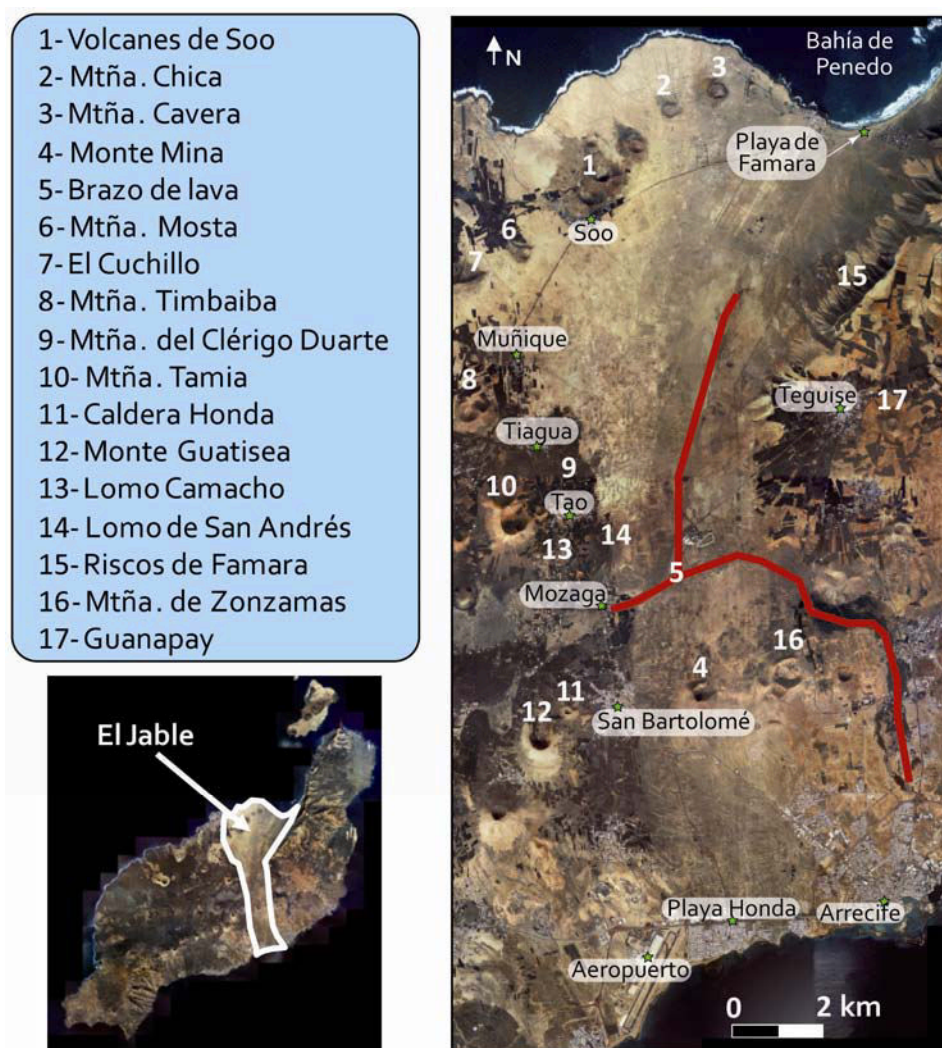 1- Volcanes de Soo
2- Mtña. Chica
3- Mtña. Cavera
4- Monte Mina
5- Brazo de lava
6- Mtña. Mosta
7- El Cuchillo
8- Mtña. Timbaiba
9- Mtña. del Clérigo Duarte
10- Mtña. Tamia
11- Caldera Honda
12- Monte Guatisea
13- Lomo Camacho
14- Lomo de San Andrés
15- Riscos de Famara
16- Mtña. de Zonzamas
17- Guanapay
El Jable
N
Bahía de
Penedo
3
2
Playa de
Famara
1
6
Soo
7
15
Muñique
8
Teguise
17
Tiagua
9
10
Tao
14
13
5
Mozaga
16
4
11
San Bartolomé
12
Playa Honda
Arrecife
Aeropuerto
0 2 km